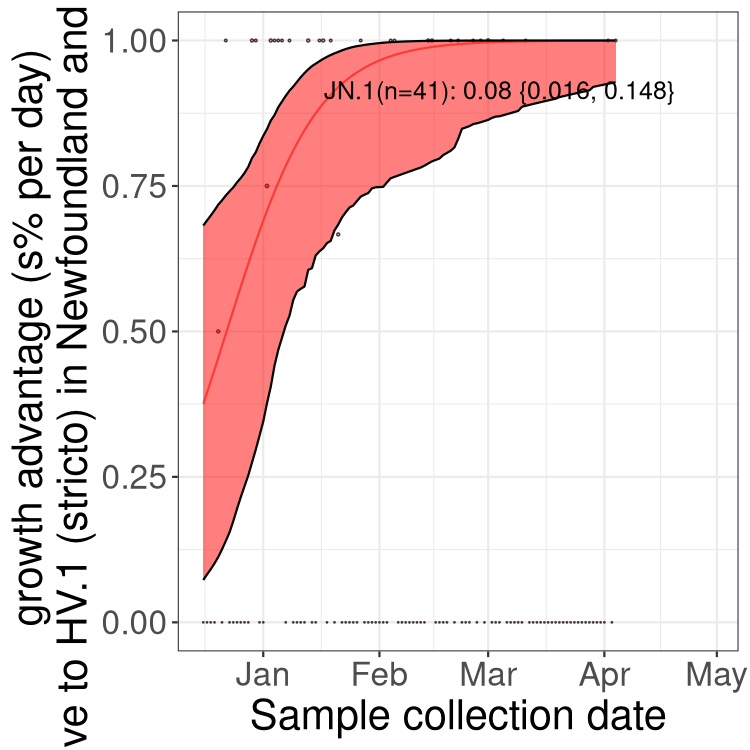 growth advantage (s% per day)
ve to HV.1 (stricto) in Newfoundland and
1.00
0.75
0.50
0.25
0.00
JN.1(n=41): 0.08 {0.016, 0.148}
Jan Feb Mar Apr May
Sample collection date